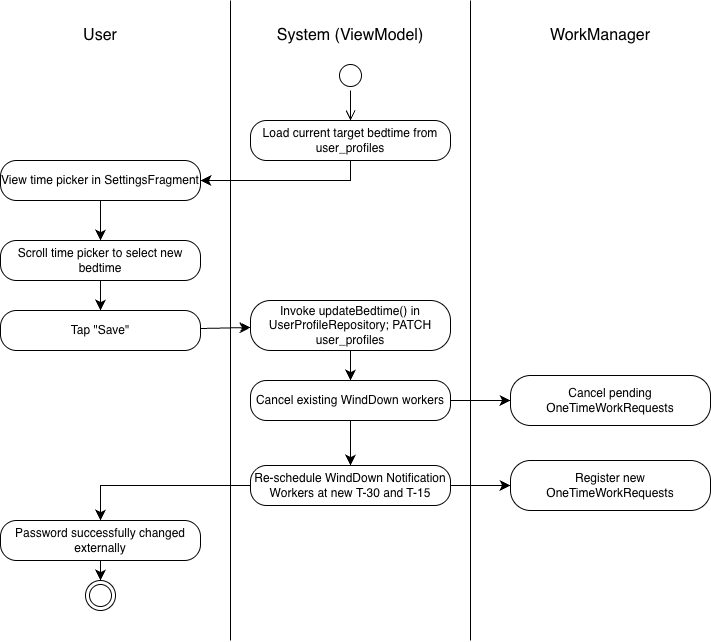 User
System (ViewModel)
WorkManager
Load current target bedtime from
user_profiles
View time picker in SettingsFragment
Scroll time picker to select new
bedtime
Tap "Save"
Invoke updateBedtime() in
UserProfileRepository; PATCH
user_profiles
Cancel existing WindDown workers
Cancel pending
OneTimeWorkRequests
Re-schedule WindDown Notification
Workers at new T-30 and T-15
Register new
OneTimeWorkRequests
Password successfully changed
externally